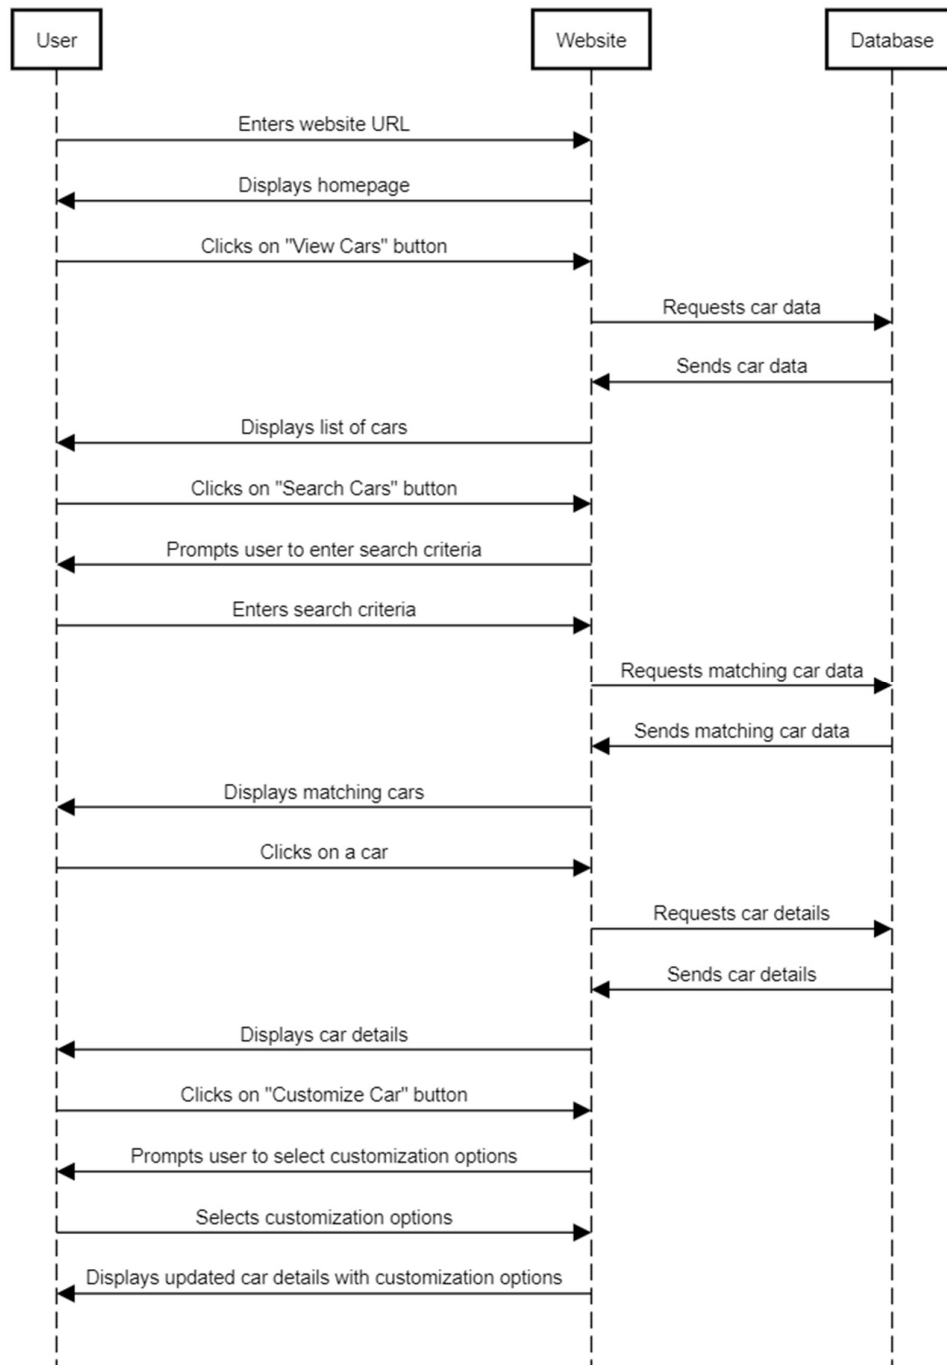 User
Website
Database
Enters website URL
Displays homepage
Clicks on "View Cars" button
Requests car data
Sends car data
Displays list of cars
Clicks on "Search Cars" button
Prompts user to enter search criteria
Enters search criteria
Requests matching car data
Sends matching car data
Displays matching cars
Clicks on a car
Requests car details
Sends car details
Displays car details
Clicks on "Customize Car" button
Prompts user to select customization options
Selects customization options
Displays updated car details with customization options